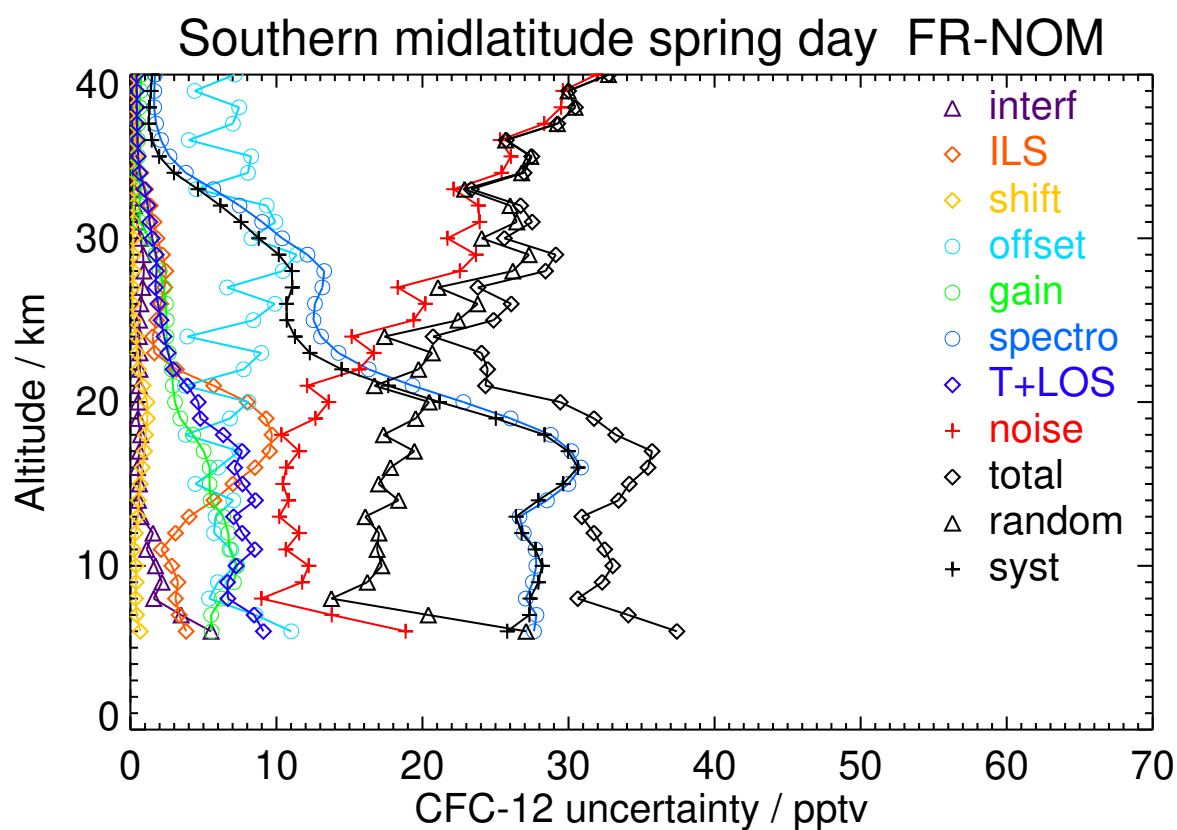 Southern midlatitude spring day FR-NOM
40
30
20
10
0
Altitude / km
interf
ILS
shift
offset
gain
spectro
T+LOS
noise
total
random
syst
0 10 20 30 40 50 60 70
CFC-12 uncertainty / pptv